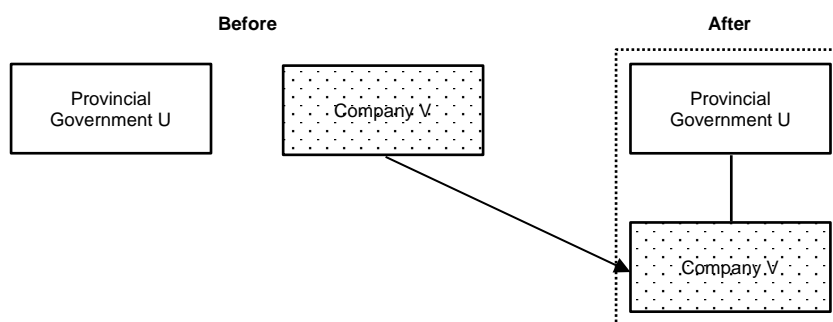 Before
After
Provincial
Government U
Company V
Provincial
Government U
Company V